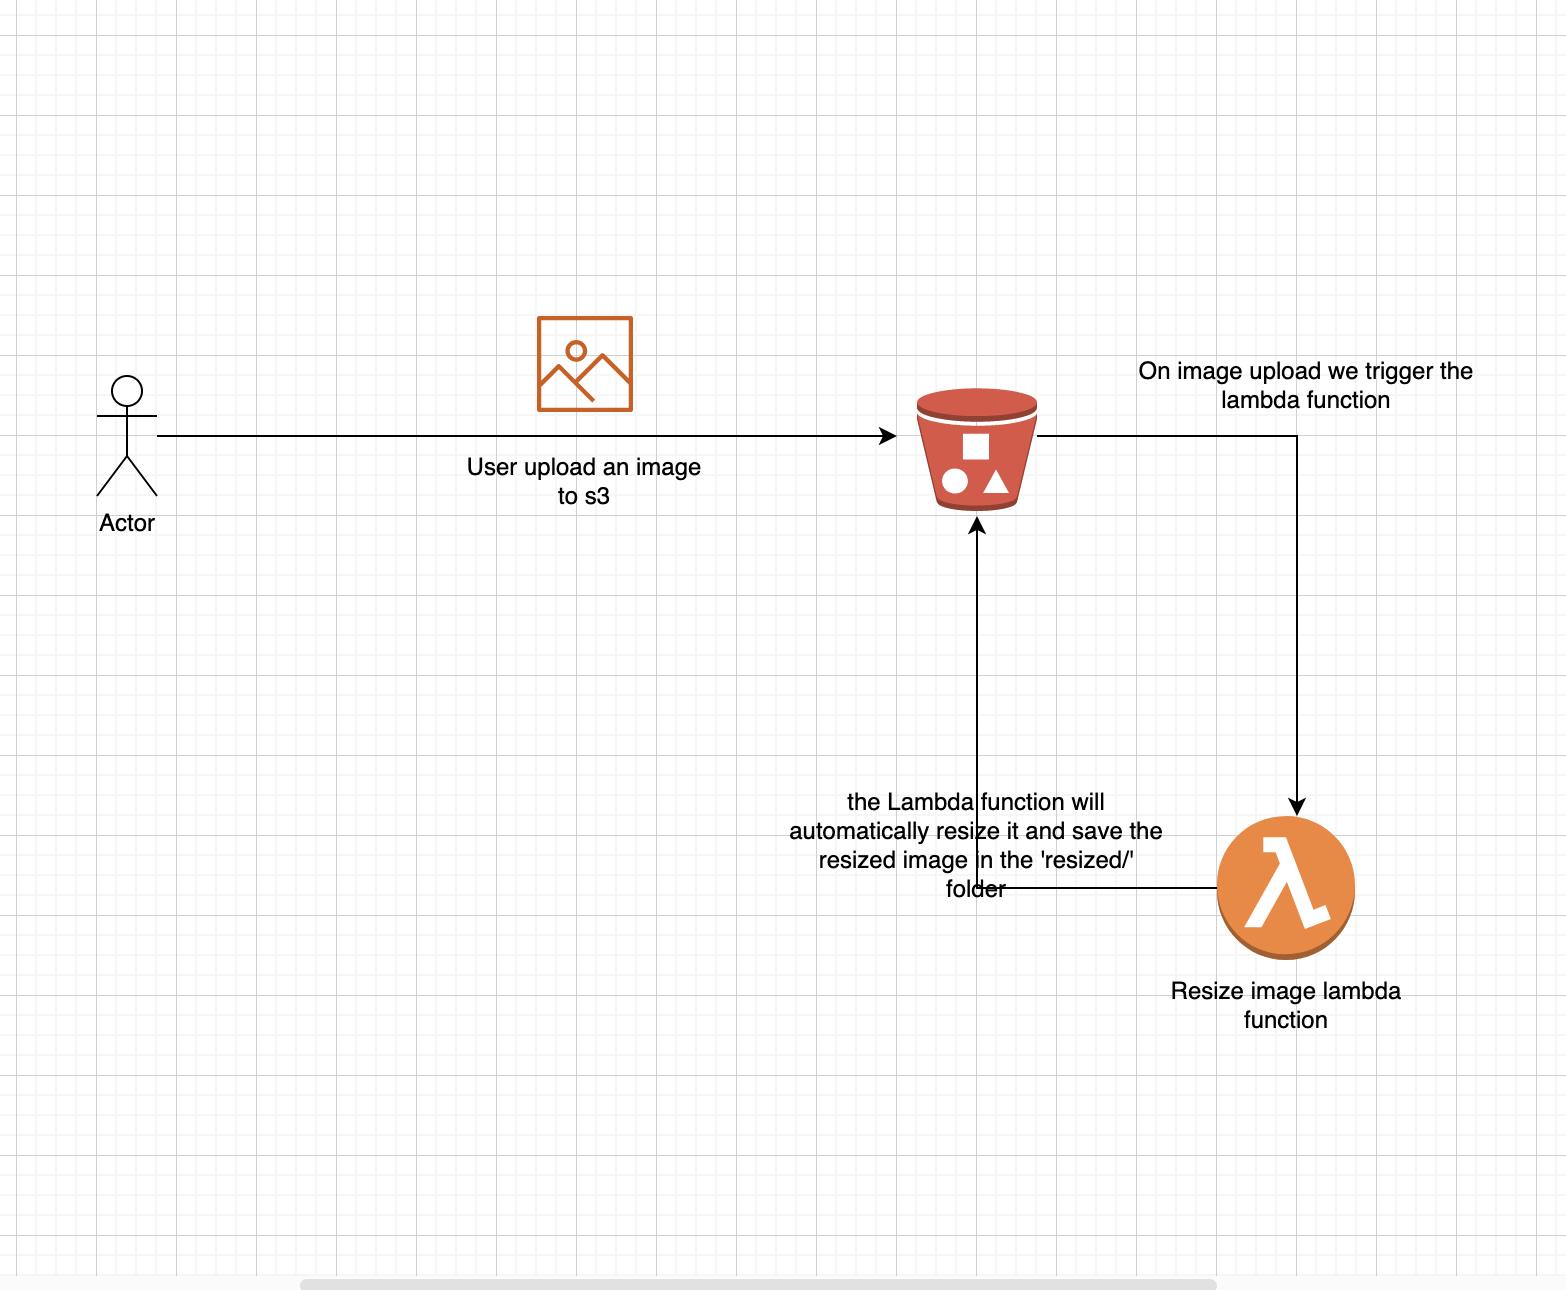 On image upload we trigger the
lambda function
User upload an image
to s3
Actor
the Lambda function will
automatically resize it and save the
resized image in the 'resized/'
folder
Resize image lambda
function